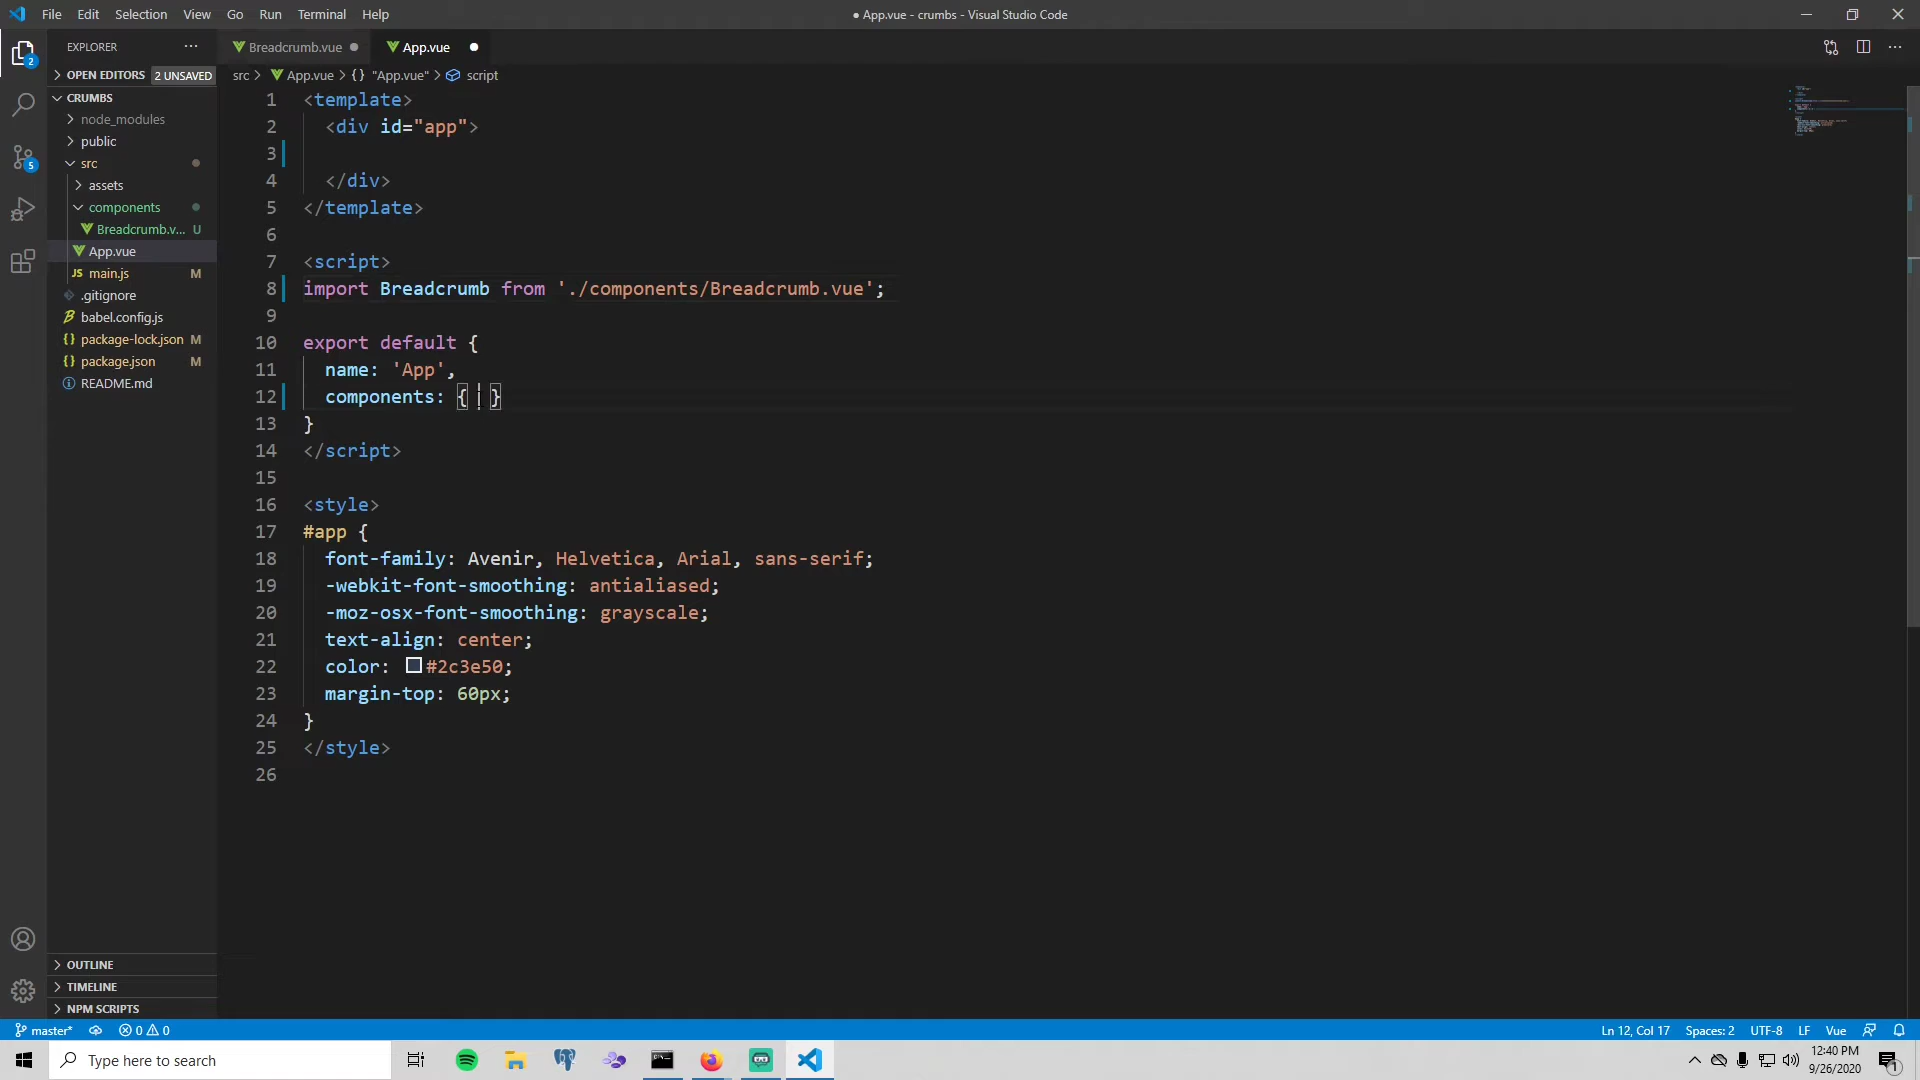 File Edit Selection View Go Run Terminal Help
● App.vue - crumbs - Visual Studio Code
EXPLORER
Breadcrumb.vue
App.vue
OPEN EDITORS 2 UNSAVED
src > App.vue > {} "App.vue" > script
CRUMBS
node_modules
public
src
assets
components
Breadcrumb.v... U
App.vue
main.js M
.gitignore
babel.config.js
package-lock.json M
package.json M
README.md
2
5
1 <template>
2 <div id="app">
3
4 </div>
5 </template>
6
7 <script>
8 import Breadcrumb from './components/Breadcrumb.vue';
9
10 export default {
11 name: 'App',
12 components: { }
13 }
14 </script>
15
16 <style>
17 #app {
18 font-family: Avenir, Helvetica, Arial, sans-serif;
19 -webkit-font-smoothing: antialiased;
20 -moz-osx-font-smoothing: grayscale;
21 text-align: center;
22 color: #2c3e50;
23 margin-top: 60px;
24 }
25 </style>
26
OUTLINE
TIMELINE
NPM SCRIPTS
master* 0 0
Ln 12, Col 17 Spaces: 2 UTF-8 LF Vue
Type here to search
12:40 PM
9/26/2020
1